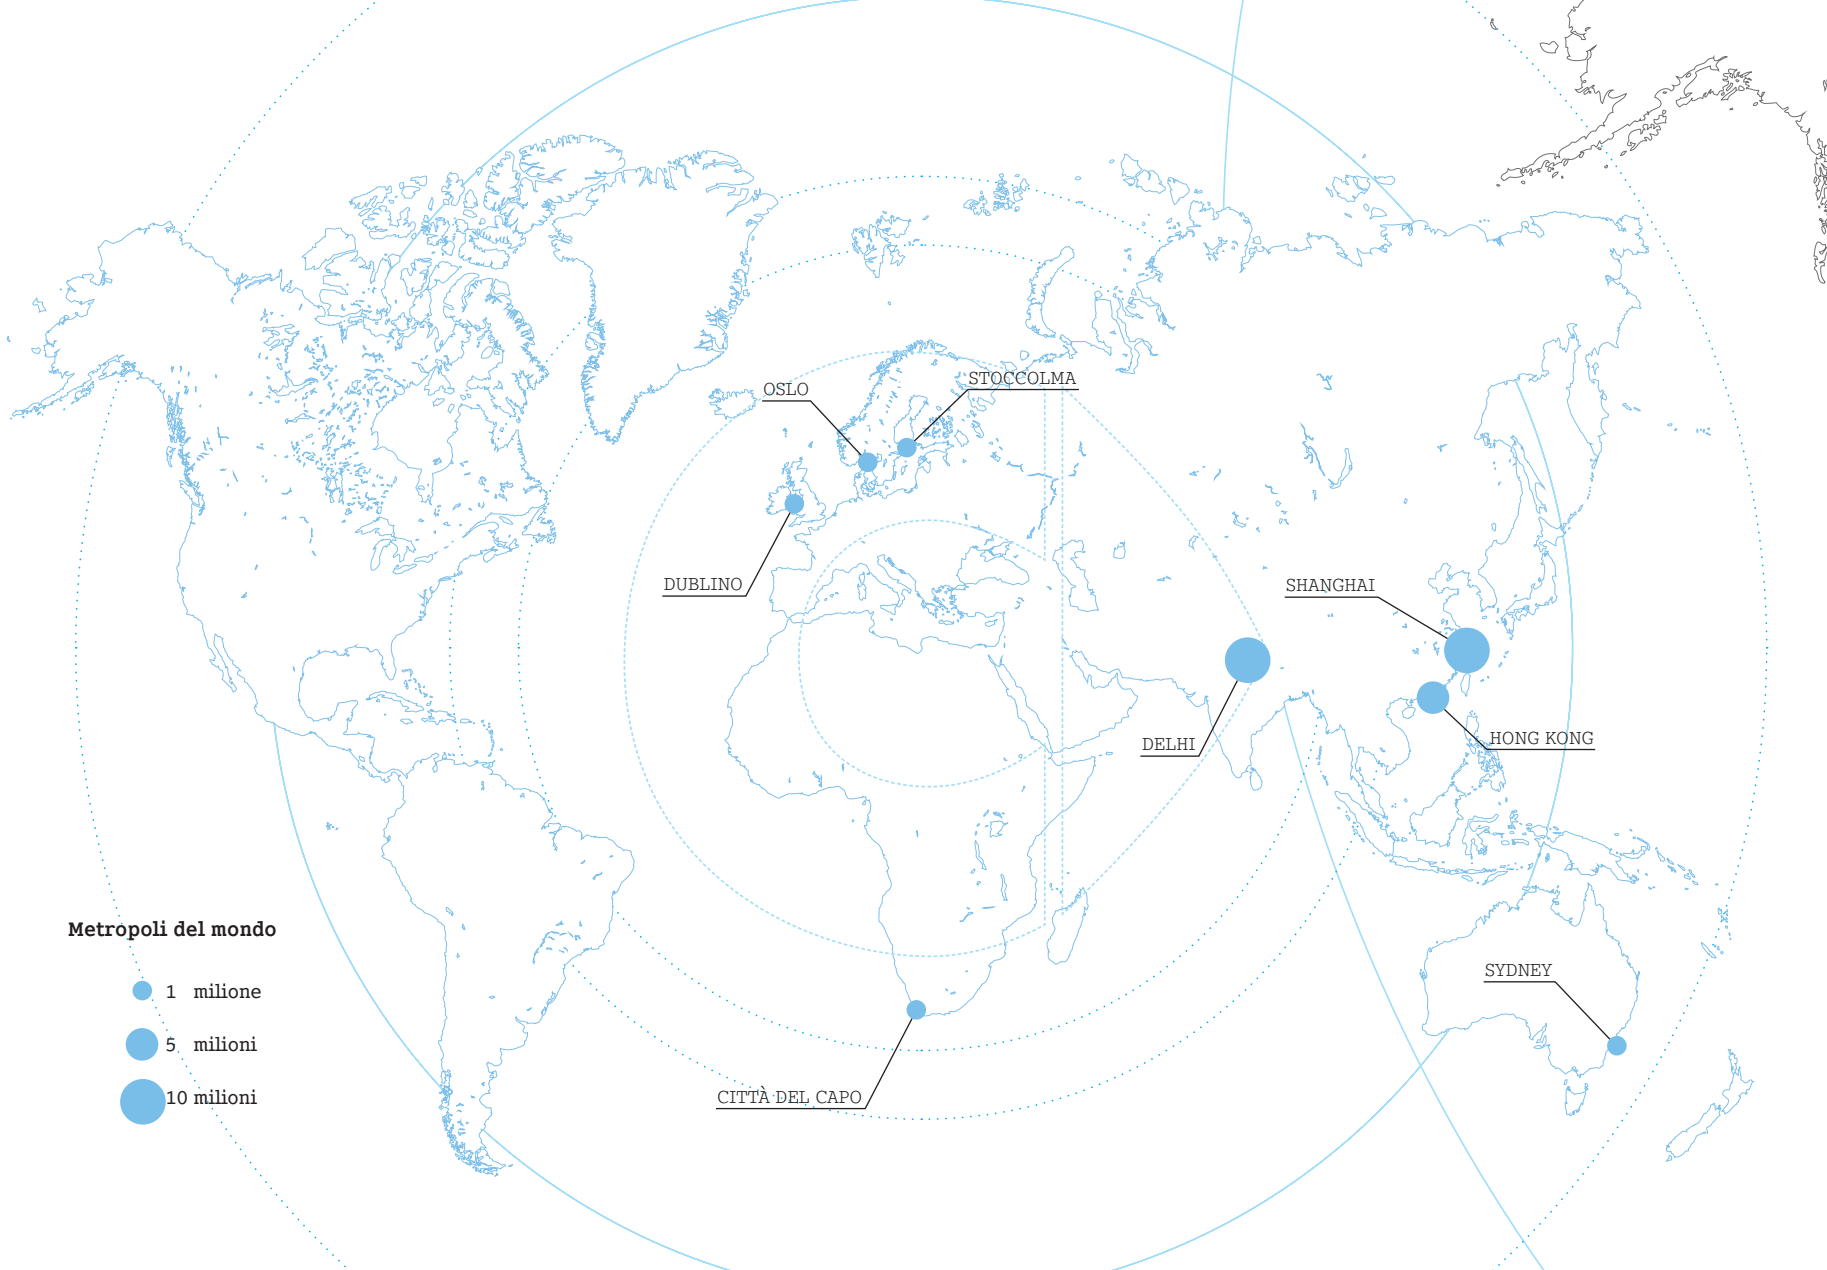 STOCCOLMA
OSLO
DUBLINO
SHANGHAI
DELHI
HONG KONG
Metropoli del mondo
1 milione
5 milioni
10 milioni
SYDNEY
CITTÀ DEL CAPO